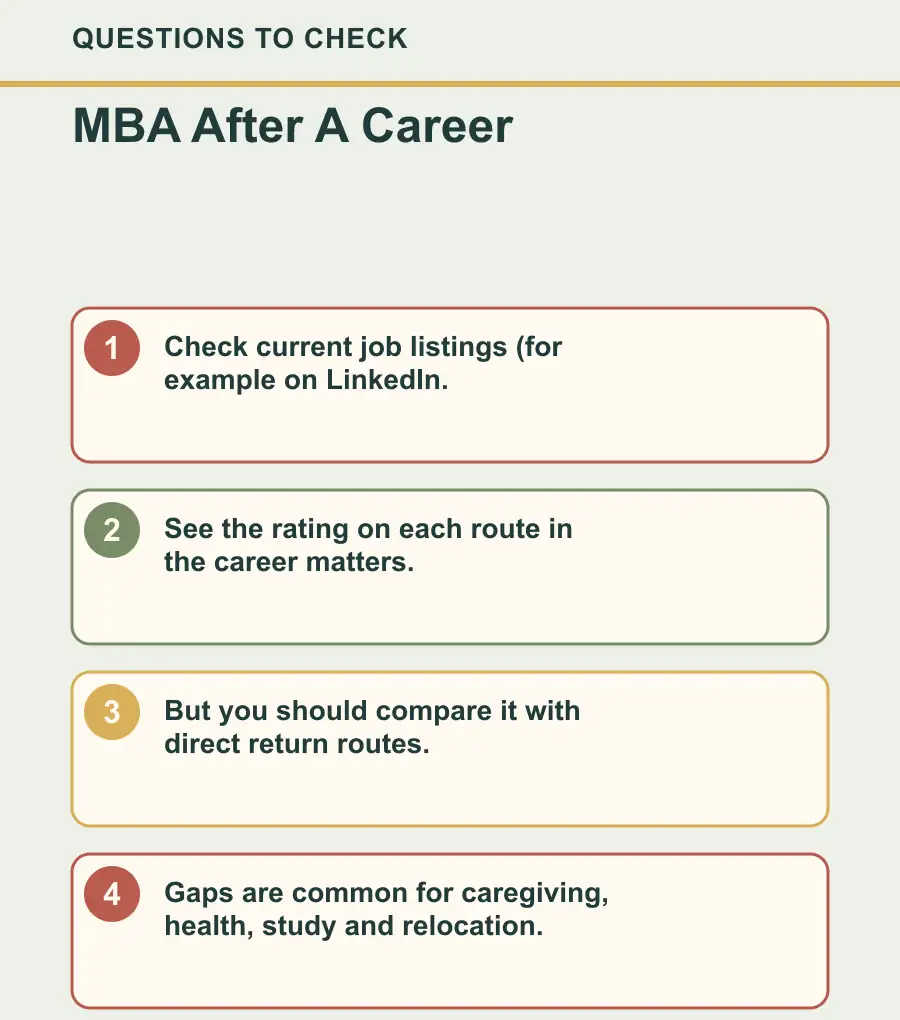 QUESTIONS TO CHECK
MBA After A Career
1
Check current job listings (for
example on LinkedIn.
2
See the rating on each route in
the career matters.
3
But you should compare it with
direct return routes.
4
Gaps are common for caregiving,
health, study and relocation.